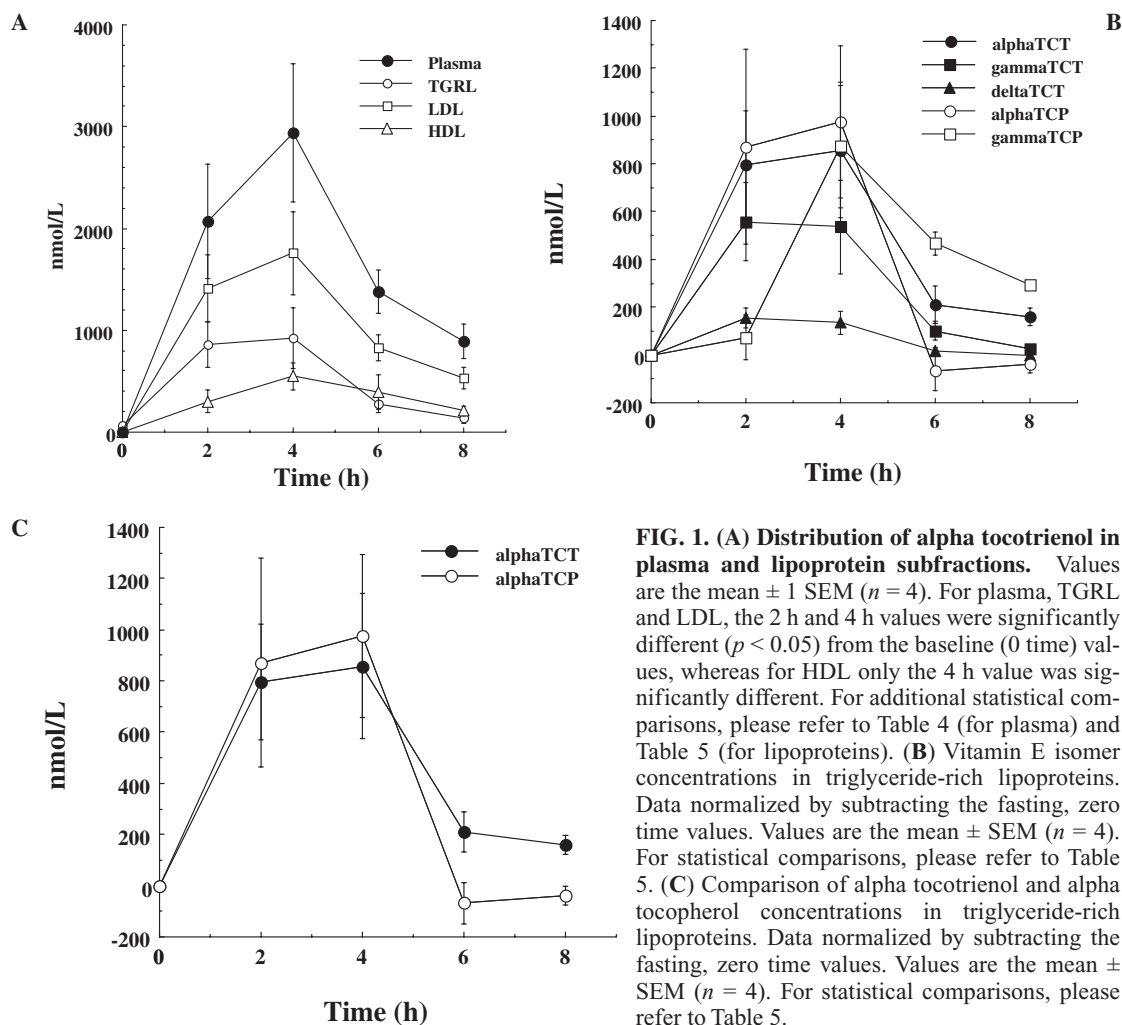 A
4000
3000
2000
1000
0
nmol/L
Plasma
TGRL
LDL
HDL
0 2 4 6 8
Time (h)
B
1400
1200
1000
800
600
400
200
0
-200
nmol/L
alphaTCT
gammaTCT
deltaTCT
alphaTCP
gammaTCP
0 2 4 6 8
Time (h)
C
1400
1200
1000
800
600
400
200
0
-200
nmol/L
alphaTCT
alphaTCP
0 2 4 6 8
Time (h)
FIG. 1. (A) Distribution of alpha tocotrienol in
plasma and lipoprotein subfractions. Values
are the mean ± 1 SEM (n = 4). For plasma, TGRL
and LDL, the 2 h and 4 h values were significantly
different (p < 0.05) from the baseline (0 time) val-
ues, whereas for HDL only the 4 h value was sig-
nificantly different. For additional statistical com-
parisons, please refer to Table 4 (for plasma) and
Table 5 (for lipoproteins). (B) Vitamin E isomer
concentrations in triglyceride-rich lipoproteins.
Data normalized by subtracting the fasting, zero
time values. Values are the mean ± SEM (n = 4).
For statistical comparisons, please refer to Table
5. (C) Comparison of alpha tocotrienol and alpha
tocopherol concentrations in triglyceride-rich
lipoproteins. Data normalized by subtracting the
fasting, zero time values. Values are the mean ±
SEM (n = 4). For statistical comparisons, please
refer to Table 5.